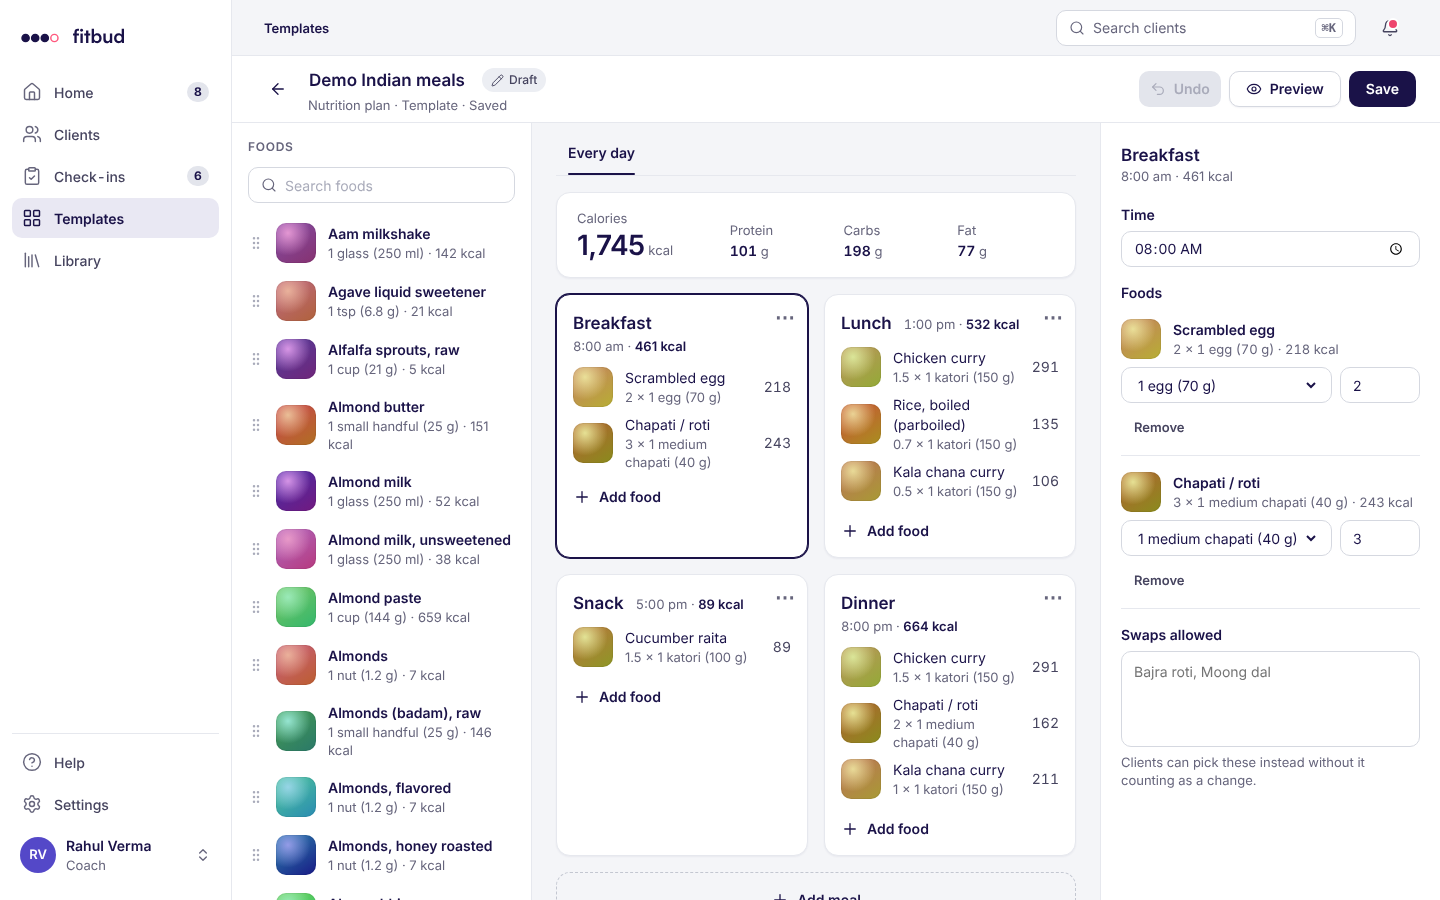 fitbud
Home 8
Clients
Check-ins 6
Templates
Library
Help
Settings
RV
Rahul Verma
Coach
Templates
Search clients ⌘K
Demo Indian meals
Draft
Nutrition plan · Template · Saved
Undo
Preview
Save
FOODS
Search foods
Aam milkshake
1 glass (250 ml) · 142 kcal
Agave liquid sweetener
1 tsp (6.8 g) · 21 kcal
Alfalfa sprouts, raw
1 cup (21 g) · 5 kcal
Almond butter
1 small handful (25 g) · 151
kcal
Almond milk
1 glass (250 ml) · 52 kcal
Almond milk, unsweetened
1 glass (250 ml) · 38 kcal
Almond paste
1 cup (144 g) · 659 kcal
Almonds
1 nut (1.2 g) · 7 kcal
Almonds (badam), raw
1 small handful (25 g) · 146
kcal
Almonds, flavored
1 nut (1.2 g) · 7 kcal
Almonds, honey roasted
1 nut (1.2 g) · 7 kcal
Every day
Calories
1,745 kcal
Protein
101 g
Carbs
198 g
Fat
77 g
Breakfast
8:00 am · 461 kcal
Scrambled egg
2 × 1 egg (70 g)
218
Chapati / roti
3 × 1 medium
chapati (40 g)
243
Add food
Lunch 1:00 pm · 532 kcal
Chicken curry
1.5 × 1 katori (150 g)
291
Rice, boiled
(parboiled)
0.7 × 1 katori (150 g)
135
Kala chana curry
0.5 × 1 katori (150 g)
106
Add food
Snack 5:00 pm · 89 kcal
Cucumber raita
1.5 × 1 katori (100 g)
89
Add food
Dinner
8:00 pm · 664 kcal
Chicken curry
1.5 × 1 katori (150 g)
291
Chapati / roti
2 × 1 medium
chapati (40 g)
162
Kala chana curry
1 × 1 katori (150 g)
211
Add food
Add meal
Breakfast
8:00 am · 461 kcal
Time
08:00 AM
Foods
Scrambled egg
2 × 1 egg (70 g) · 218 kcal
1 egg (70 g)
2
Remove
Chapati / roti
3 × 1 medium chapati (40 g) · 243 kcal
1 medium chapati (40 g)
3
Remove
Swaps allowed
Bajra roti, Moong dal
Clients can pick these instead without it
counting as a change.